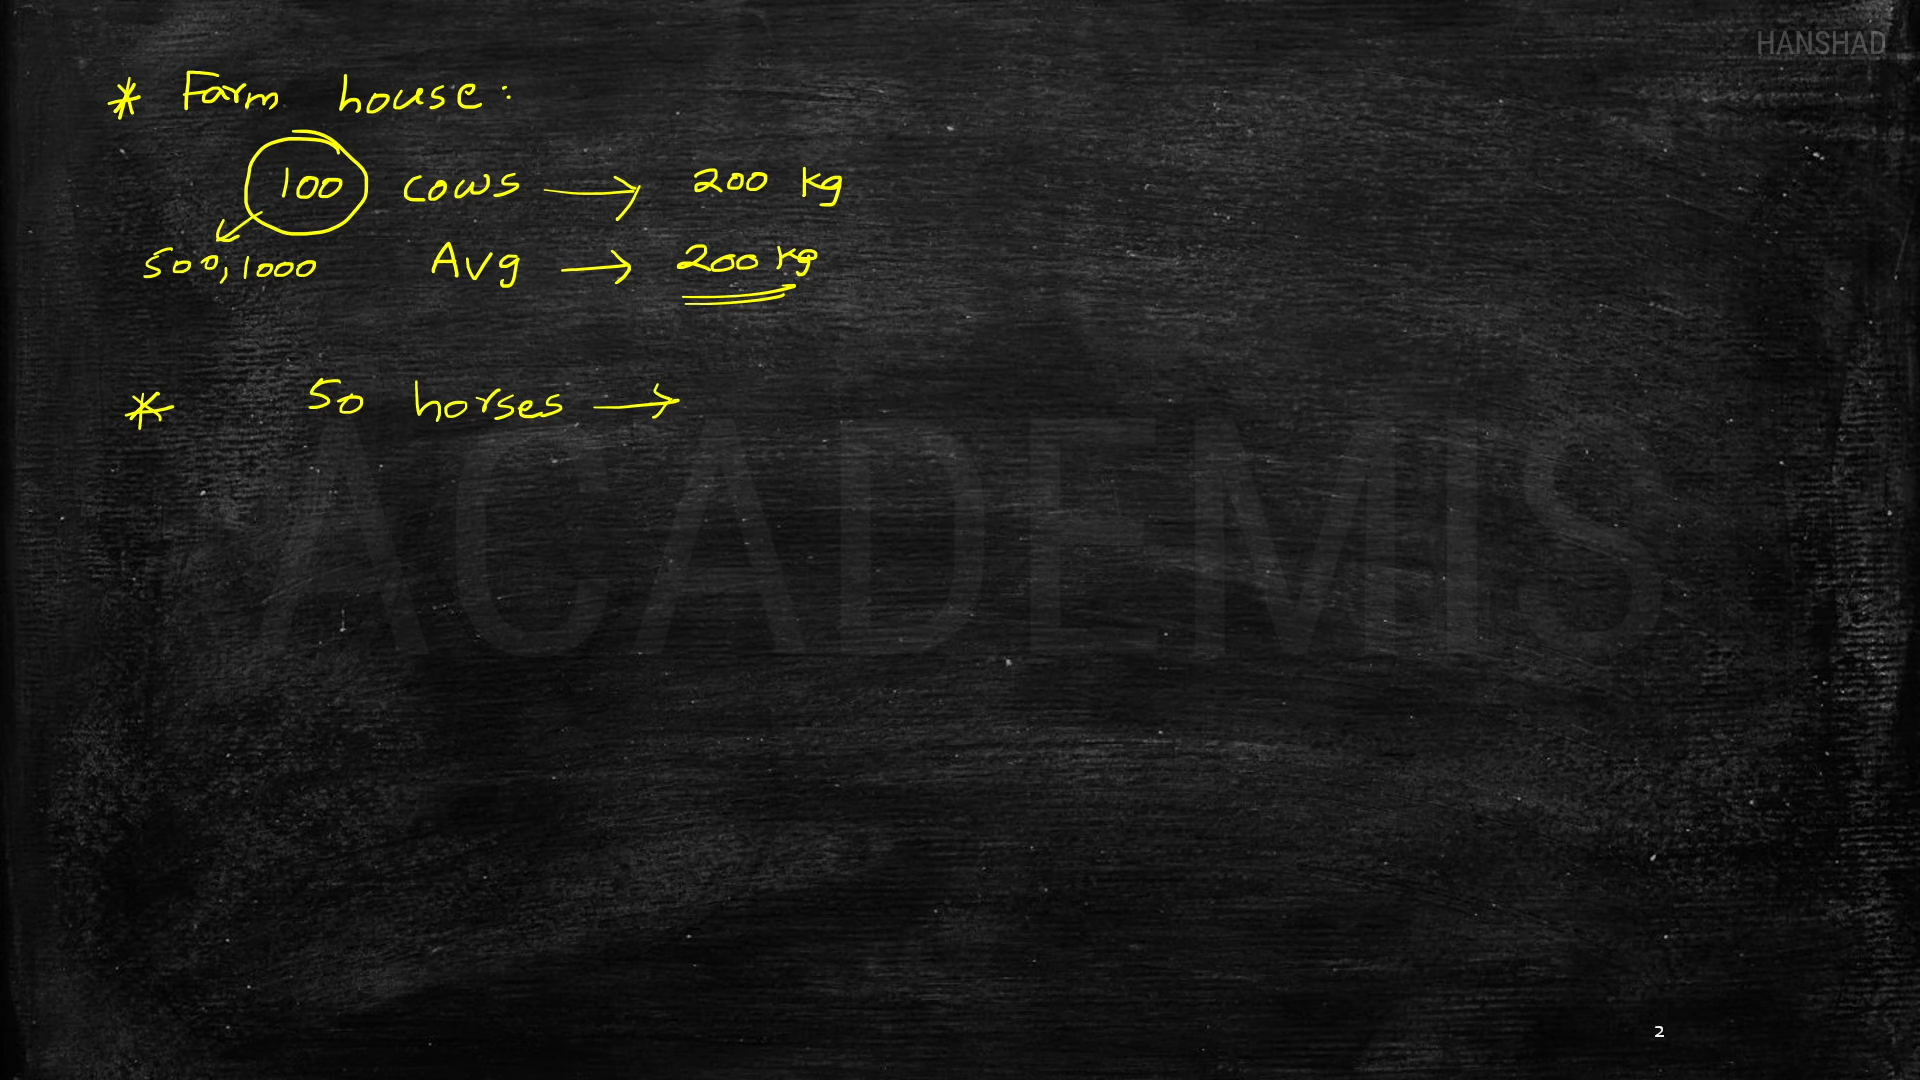 HANSHAD
* Farm house:
100 cows → 200 kg
500, 1000 Avg → 200 kg
* 50 horses →
ACADEMIS
2